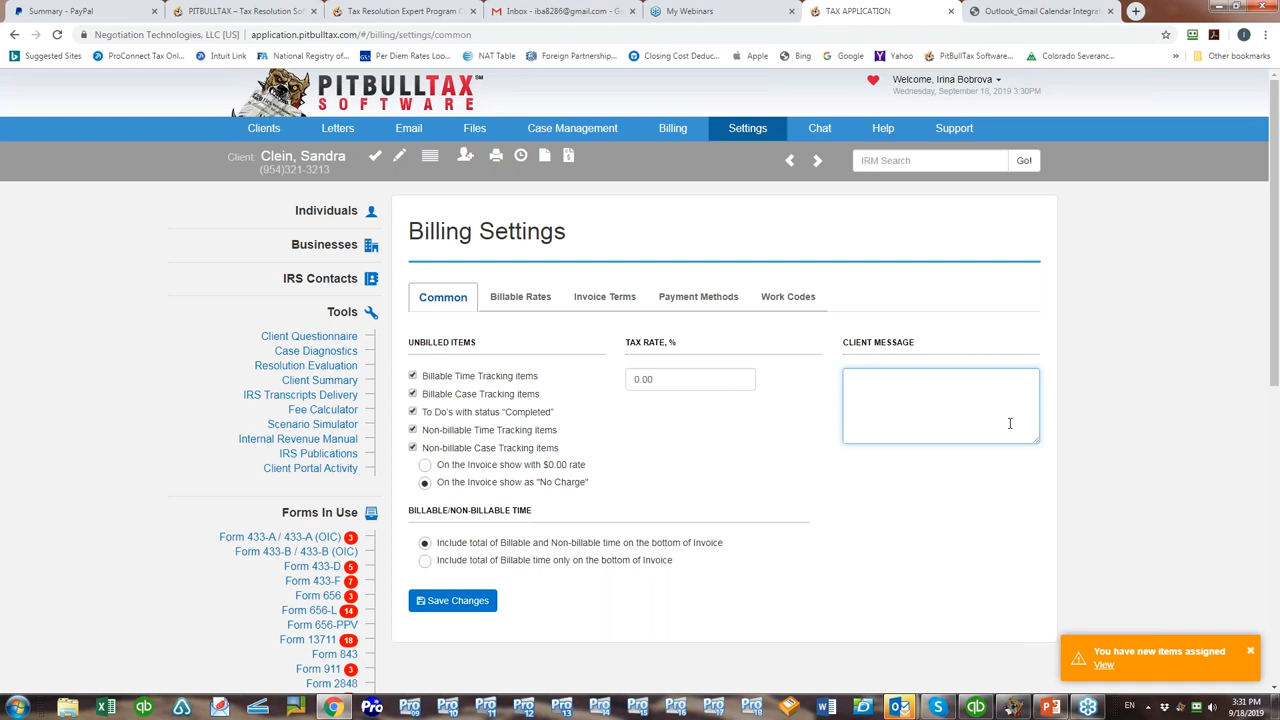 Summary - PayPal
PITBULLTAX – Tax Resolution Sof
Tax Resolution Expert Program C
Inbox - iba8286@gmail.com - G
My Webinars
TAX APPLICATION
Outlook_Gmail Calendar Integra
Negotiation Technologies, LLC [US]
application.pitbulltax.com/#/billing/settings/common
Suggested Sites
ProConnect Tax Onl...
Intuit Link
National Registry of...
Per Diem Rates Loo...
NAT Table
Foreign Partnership...
Closing Cost Deduc...
Apple
Bing
Google
Yahoo
PitBullTax Software...
Colorado Severanc...
Other bookmarks
PITBULLTAX
SOFTWARE
Welcome, Irina Bobrova
Wednesday, September 18, 2019 3:30PM
Clients
Letters
Email
Files
Case Management
Billing
Settings
Chat
Help
Support
Client: Clein, Sandra
(954)321-3213
IRM Search
Go!
Individuals
Businesses
IRS Contacts
Tools
Client Questionnaire
Case Diagnostics
Resolution Evaluation
Client Summary
IRS Transcripts Delivery
Fee Calculator
Scenario Simulator
Internal Revenue Manual
IRS Publications
Client Portal Activity
Forms In Use
Form 433-A / 433-A (OIC) 3
Form 433-B / 433-B (OIC)
Form 433-D 5
Form 433-F 7
Form 656 3
Form 656-L 14
Form 656-PPV
Form 13711 18
Form 843
Form 911 3
Form 2848
Billing Settings
Common
Billable Rates
Invoice Terms
Payment Methods
Work Codes
UNBILLED ITEMS
Billable Time Tracking items
Billable Case Tracking items
To Do's with status "Completed"
Non-billable Time Tracking items
Non-billable Case Tracking items
On the Invoice show with $0.00 rate
On the Invoice show as "No Charge"
TAX RATE, %
0.00
CLIENT MESSAGE
BILLABLE/NON-BILLABLE TIME
Include total of Billable and Non-billable time on the bottom of Invoice
Include total of Billable time only on the bottom of Invoice
Save Changes
You have new items assigned
View
EN
3:31 PM
9/18/2019